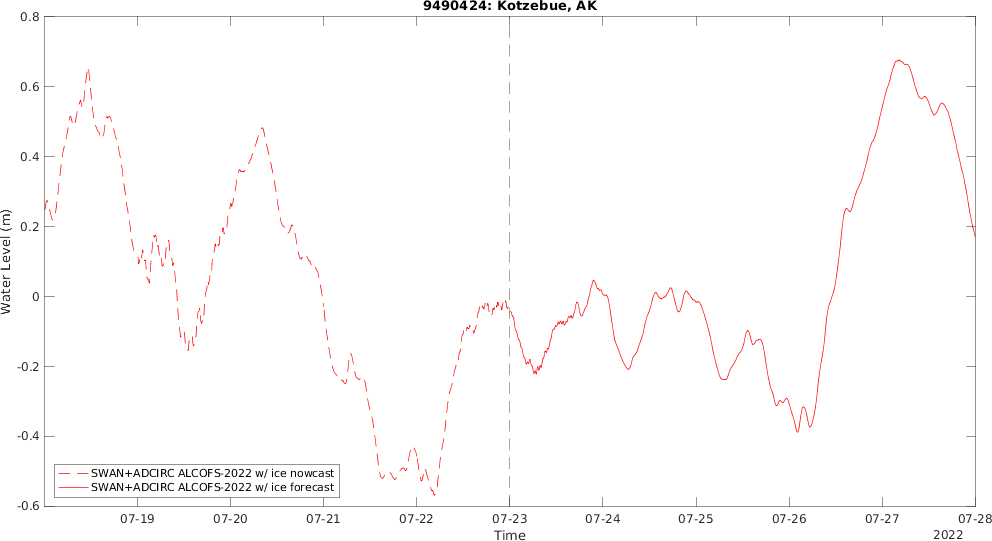 9490424: Kotzebue, AK
0.8
0.6
0.4
0.2
0
-0.2
-0.4
-0.6
Water Level (m)
SWAN+ADCIRC ALCOFS-2022 w/ ice nowcast
SWAN+ADCIRC ALCOFS-2022 w/ ice forecast
07-19 07-20 07-21 07-22 07-23 07-24 07-25 07-26 07-27 07-28
Time
2022